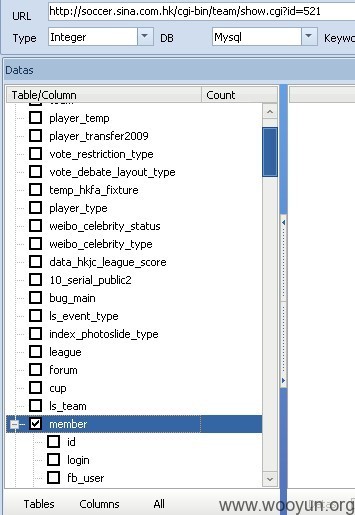 URL http://soccer.sina.com.hk/cgi-bin/team/show.cgi?id=521
Type Integer DB Mysql Keywo
Datas
Table/Column Count
team
player_temp
player_transfer2009
vote_restriction_type
vote_debate_layout_type
temp_hkfa_fixture
player_type
weibo_celebrity_status
weibo_celebrity_type
data_hkjc_league_score
10_serial_public2
bug_main
ls_event_type
index_photoslide_type
league
forum
cup
ls_team
member
id
login
fb_user
Tables Columns All
www.wooyun.org